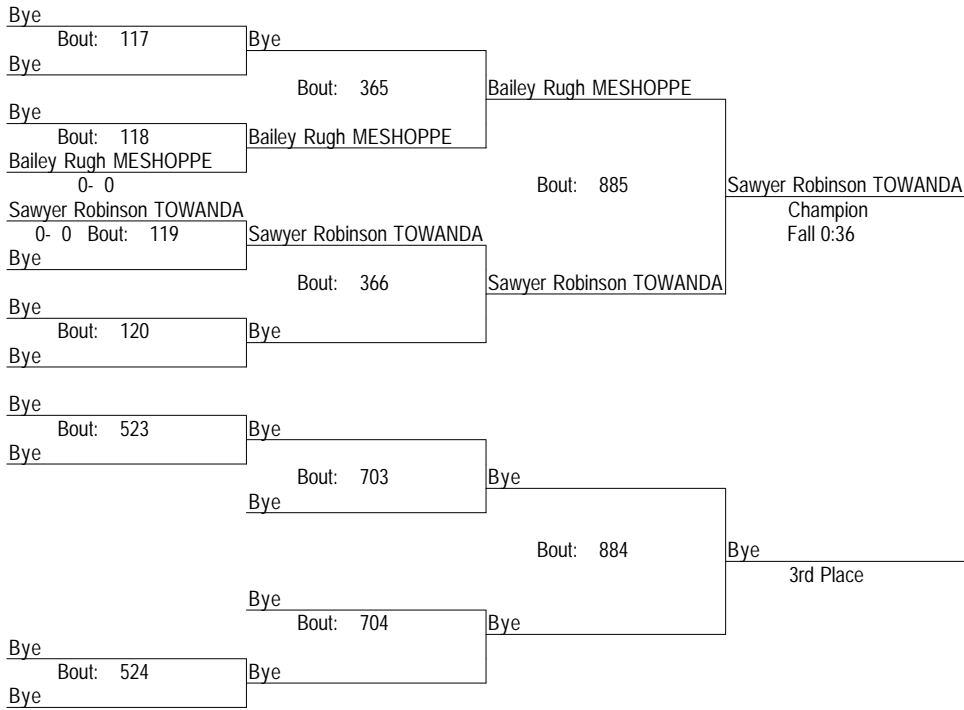 Bye
Bout: 117
Bye
Bye
Bout: 365
Bailey Rugh MESHOPPE
Bye
Bout: 118
Bailey Rugh MESHOPPE
Bailey Rugh MESHOPPE
0- 0
Bout: 885
Sawyer Robinson TOWANDA
Champion
Fall 0:36
Sawyer Robinson TOWANDA
0- 0 Bout: 119
Sawyer Robinson TOWANDA
Bye
Bout: 366
Sawyer Robinson TOWANDA
Bye
Bout: 120
Bye
Bye
Bye
Bout: 523
Bye
Bye
Bout: 703
Bye
Bye
Bout: 884
Bye
3rd Place
Bye
Bout: 704
Bye
Bye
Bout: 524
Bye
Bye